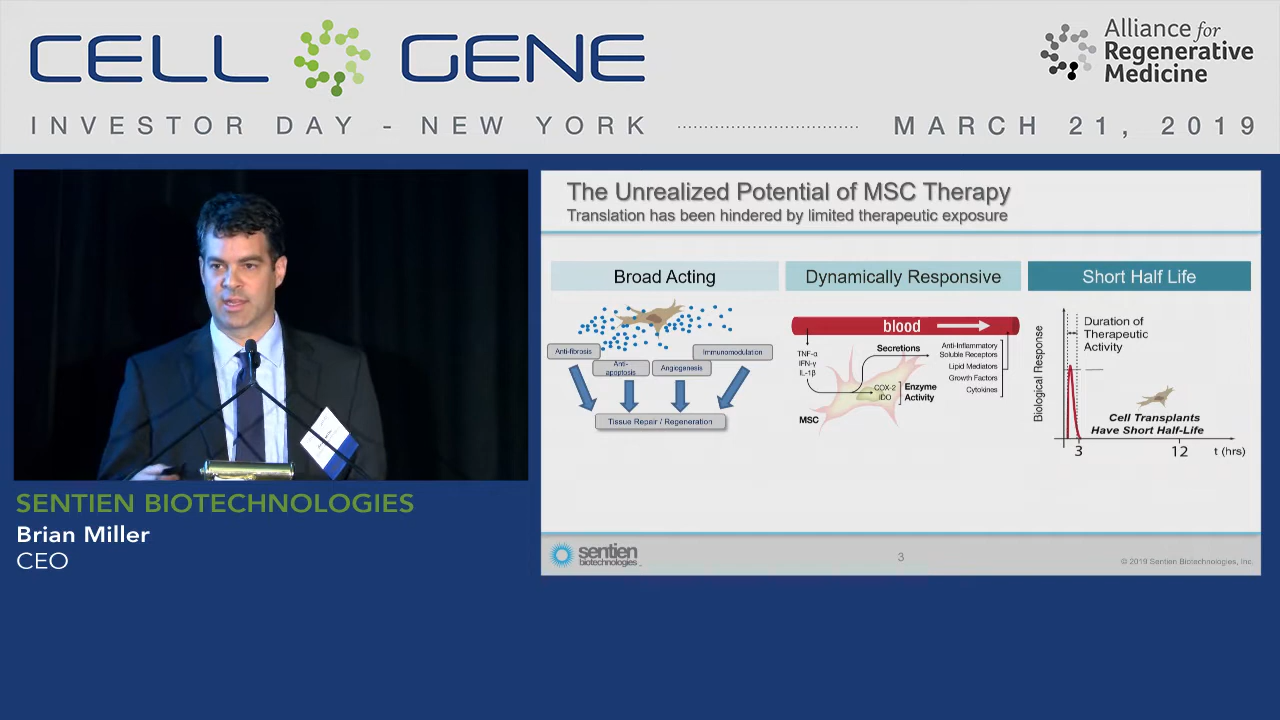 CELL GENE
Alliance for
Regenerative
Medicine
INVESTOR DAY - NEW YORK
MARCH 21, 2019
The Unrealized Potential of MSC Therapy
Translation has been hindered by limited therapeutic exposure
Broad Acting
Anti-fibrosis
Anti-
apoptosis
Angiogenesis
Immunomodulation
Tissue Repair / Regeneration
Dynamically Responsive
blood
TNF-α
IFN-γ
IL-1β
Secretions
Anti-Inflammatory
Soluble Receptors
Lipid Mediators
Growth Factors
Cytokines
COX-2
IDO
Enzyme
Activity
MSC
Short Half Life
Biological Response
Duration of
Therapeutic
Activity
Cell Transplants
Have Short Half-Life
3
12
t (hrs)
sentien
biotechnologies
3
© 2019 Sentien Biotechnologies, Inc.
SENTIEN BIOTECHNOLOGIES
Brian Miller
CEO